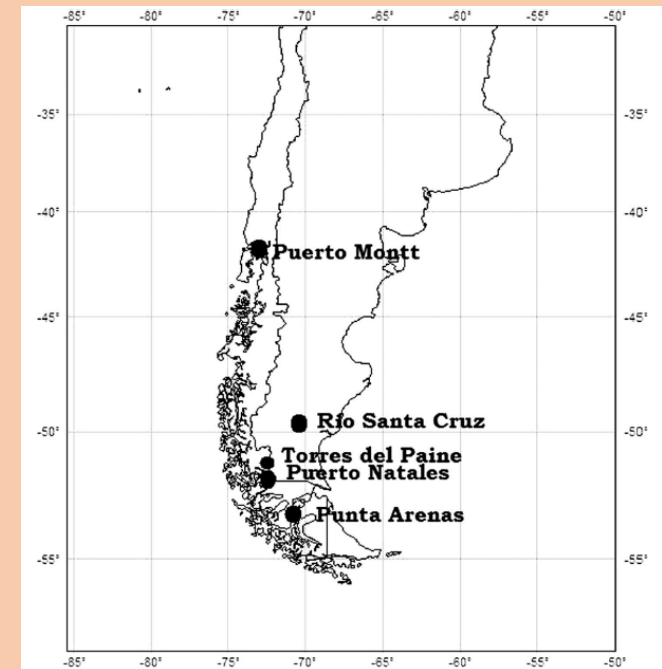 -85° -80° -75° -70° -65° -60° -55° -50°
-35° -35°
-40° -40°
Puerto Montt
-45° -45°
Río Santa Cruz
-50° -50°
Torres del Paine
Puerto Natales
Punta Arenas
-55° -55°
-85° -80° -75° -70° -65° -60° -55° -50°